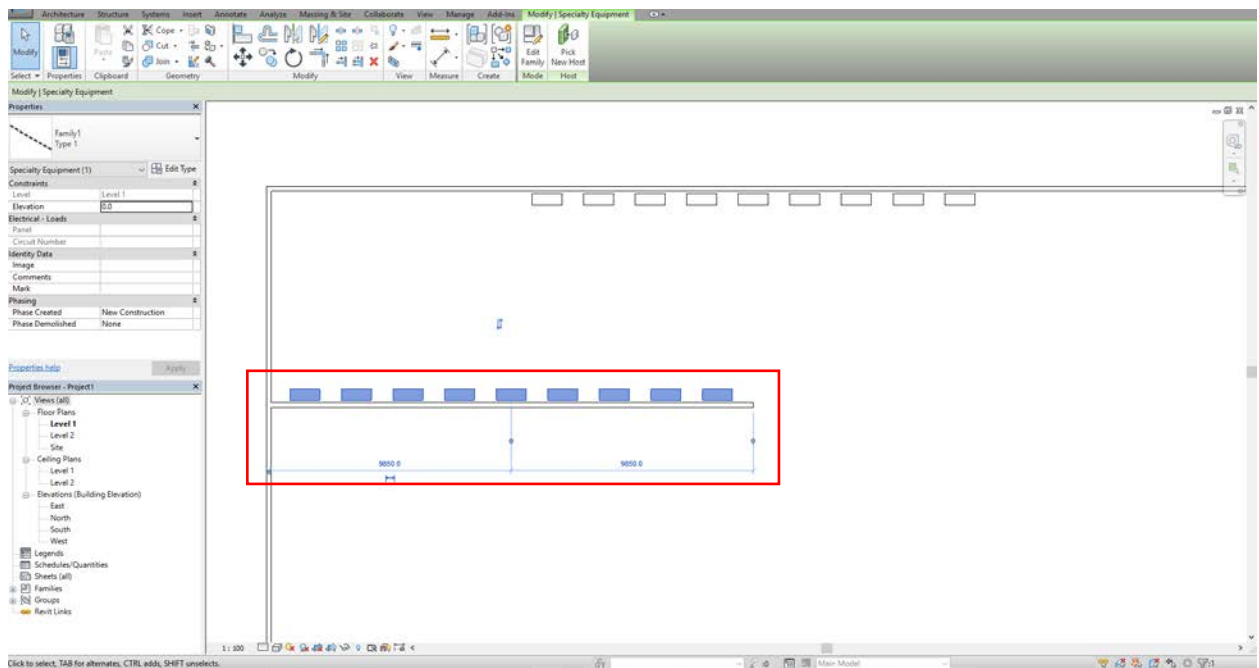 Architecture Structure Systems Insert Annotate Analyze Massing & Site Collaborate View Manage Add-Ins Modify | Specialty Equipment
Modify
Paste
Cope
Cut
Join
Edit Family
Pick New Host
Select Properties Clipboard Geometry Modify View Measure Create Mode Host
Modify | Specialty Equipment
Properties
Family1
Type 1
Specialty Equipment (1) Edit Type
Constraints
Level Level 1
Elevation 0.0
Electrical - Loads
Panel
Circuit Number
Identity Data
Image
Comments
Mark
Phasing
Phase Created New Construction
Phase Demolished None
Properties help Apply
Project Browser - Project1
Views (all)
Floor Plans
Level 1
Level 2
Site
Ceiling Plans
Level 1
Level 2
Elevations (Building Elevation)
East
North
South
West
Legends
Schedules/Quantities
Sheets (all)
Families
Groups
Revit Links
9850.0 9850.0
1 : 100
Click to select, TAB for alternates, CTRL adds, SHIFT unselects.
Main Model